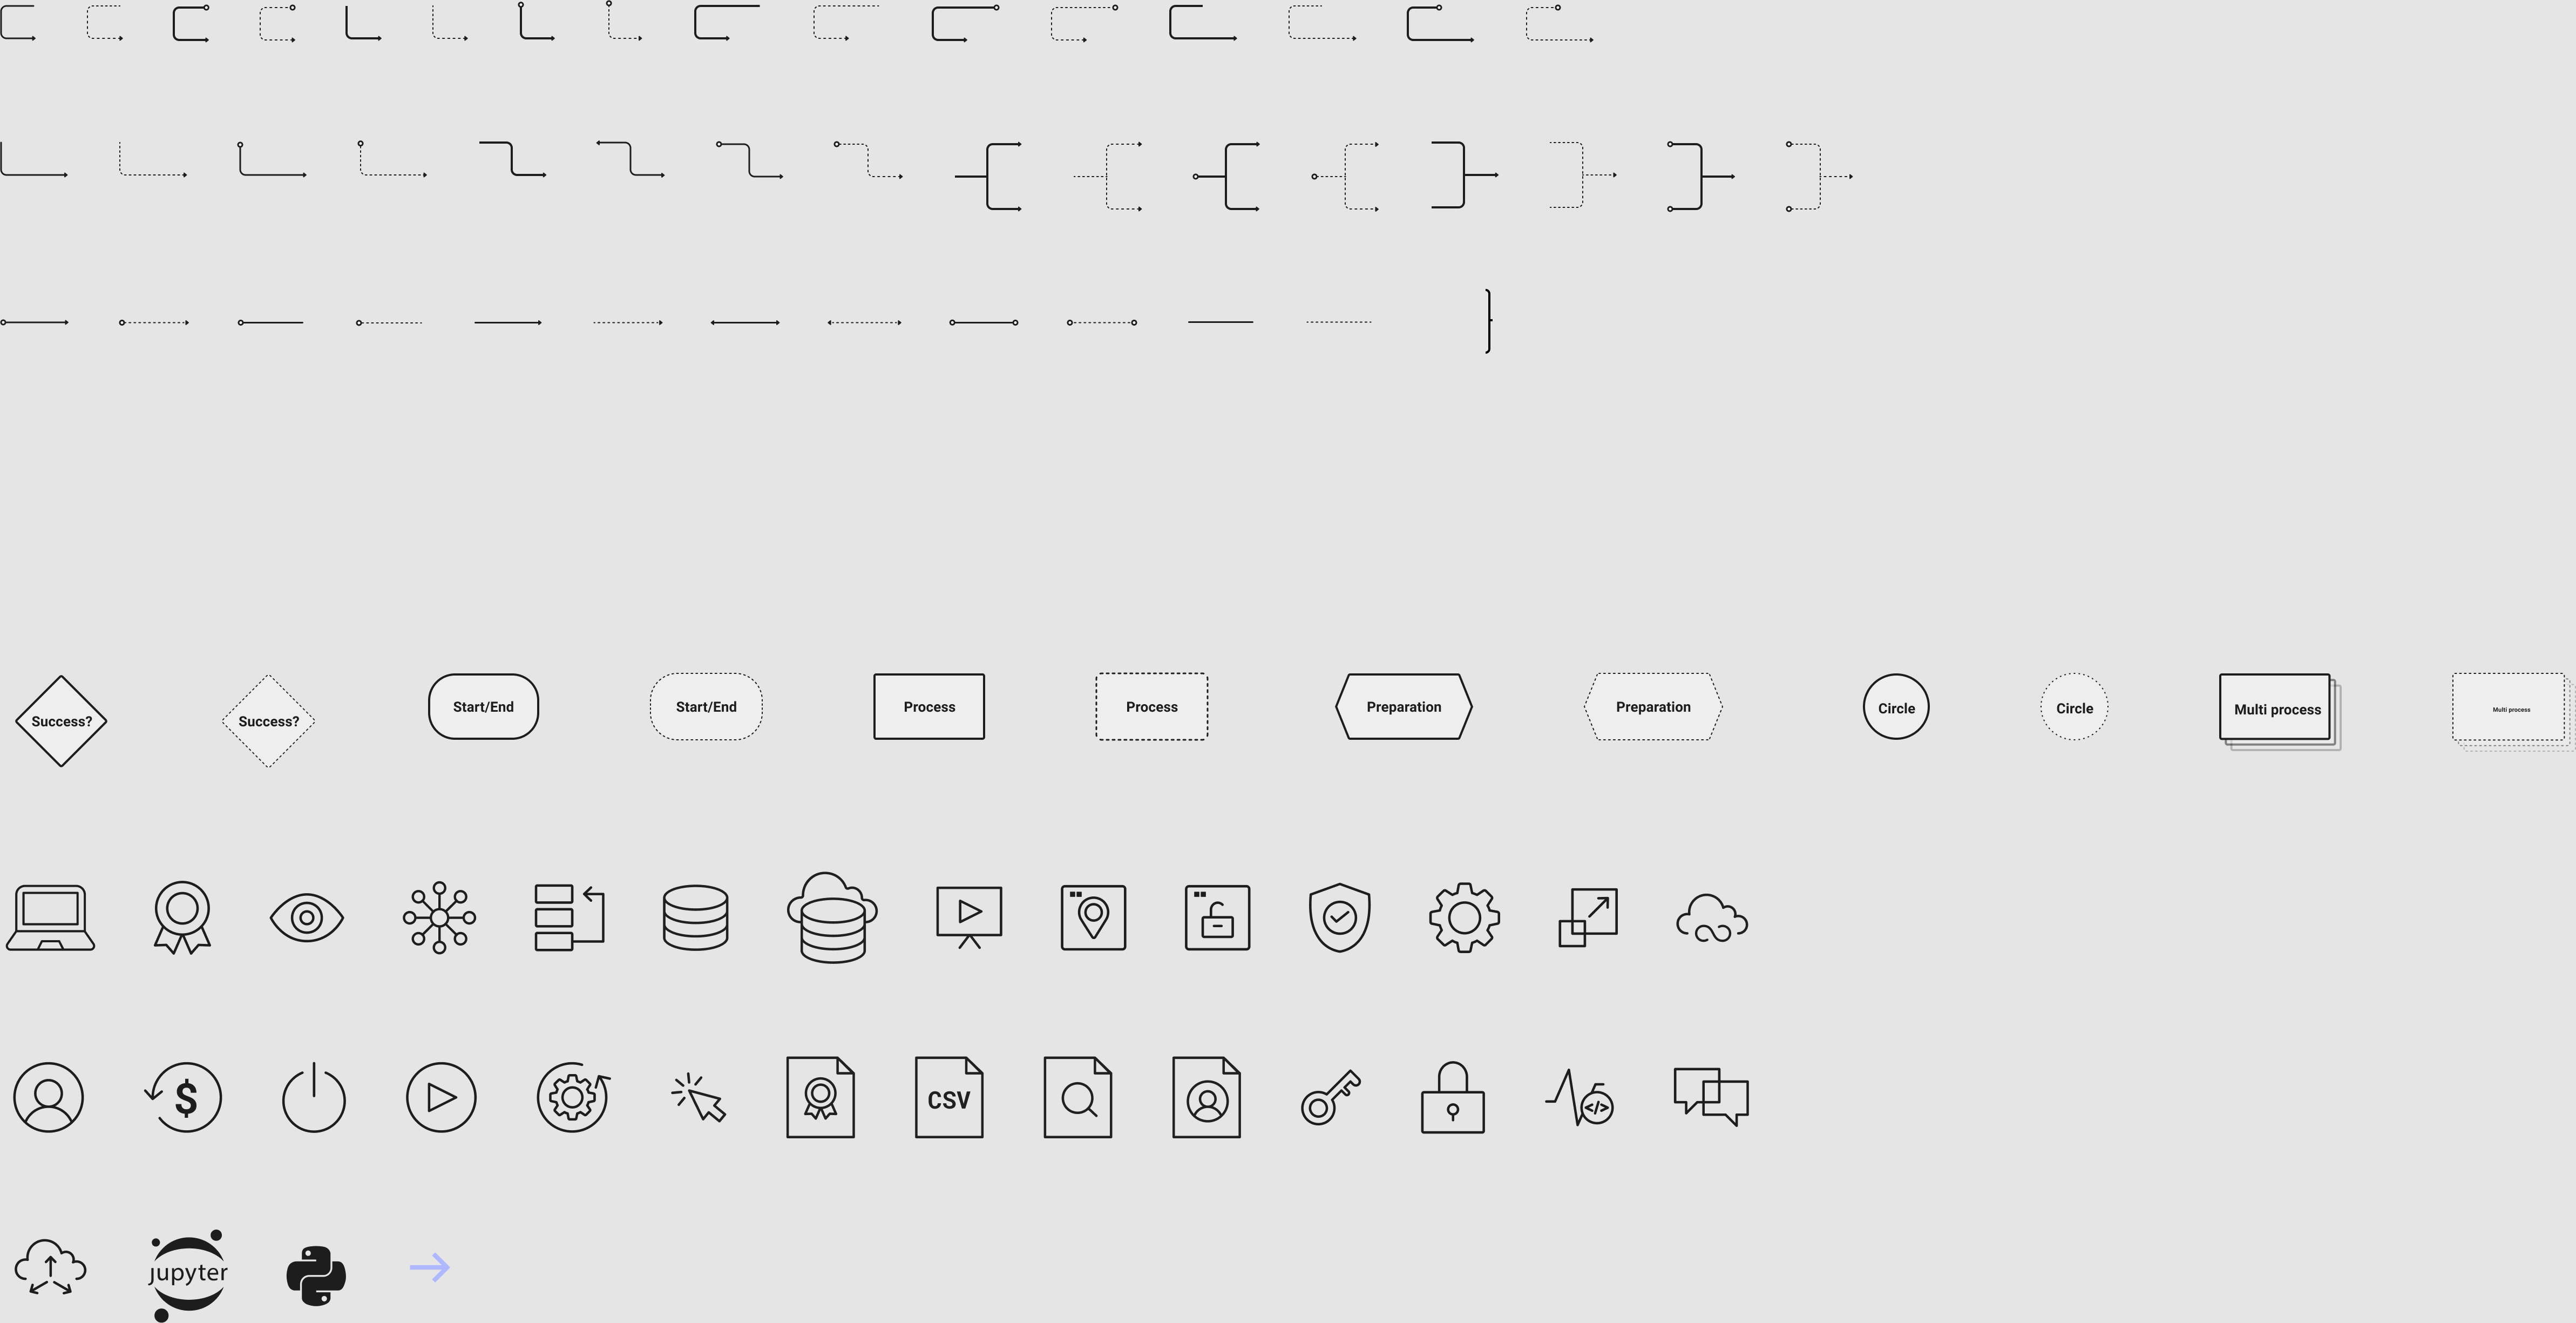 Success?
Success?
Start/End
Start/End
Process
Process
Preparation
Preparation
Circle
Circle
Multi process
Multi process
$
CSV
</>
jupyter